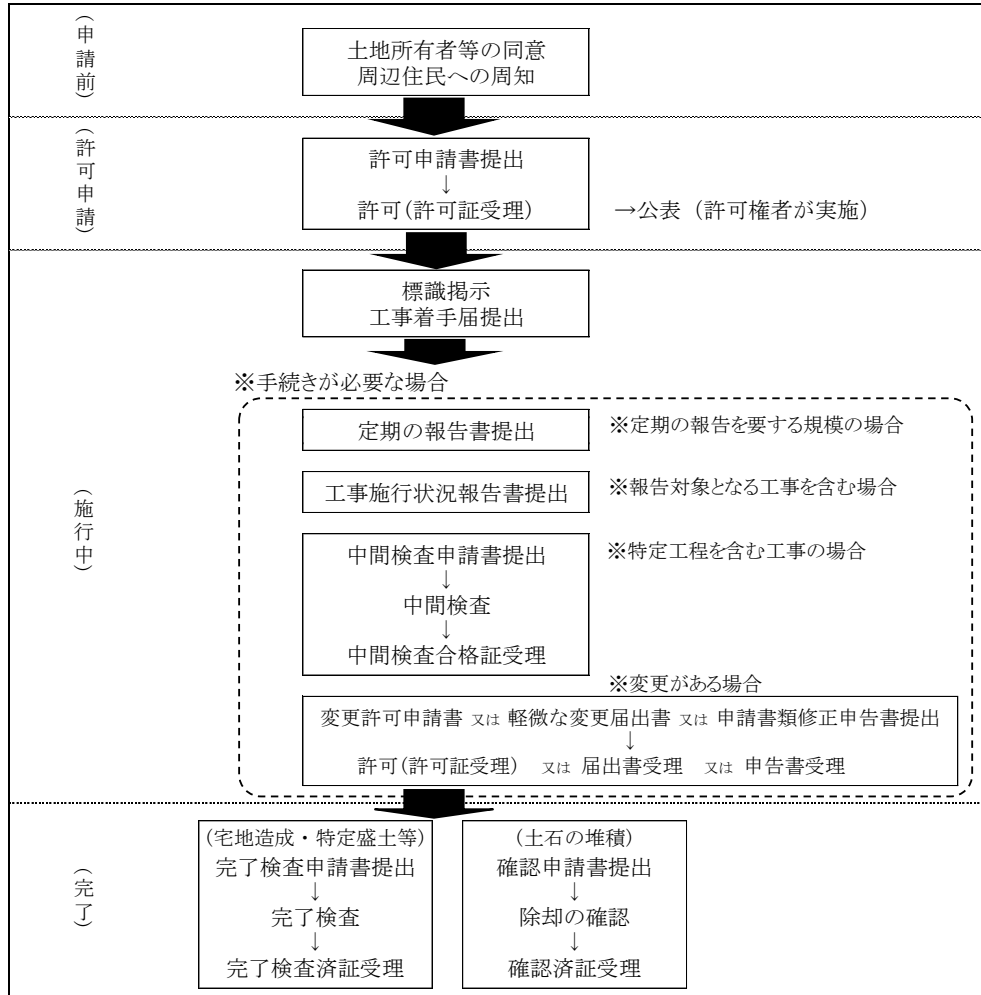 （申請前）
土地所有者等の同意
周辺住民への周知
（許可申請）
許可申請書提出
↓
許可(許可証受理)
→公表（許可権者が実施）
（施行中）
標識掲示
工事着手届提出
※手続きが必要な場合
定期の報告書提出
※定期の報告を要する規模の場合
工事施行状況報告書提出
※報告対象となる工事を含む場合
中間検査申請書提出
↓
中間検査
↓
中間検査合格証受理
※特定工程を含む工事の場合
※変更がある場合
変更許可申請書 又は 軽微な変更届出書 又は 申請書類修正申告書提出
↓
許可(許可証受理) 又は 届出書受理 又は 申告書受理
（完了）
(宅地造成・特定盛土等)
完了検査申請書提出
↓
完了検査
↓
完了検査済証受理
(土石の堆積)
確認申請書提出
↓
除却の確認
↓
確認済証受理